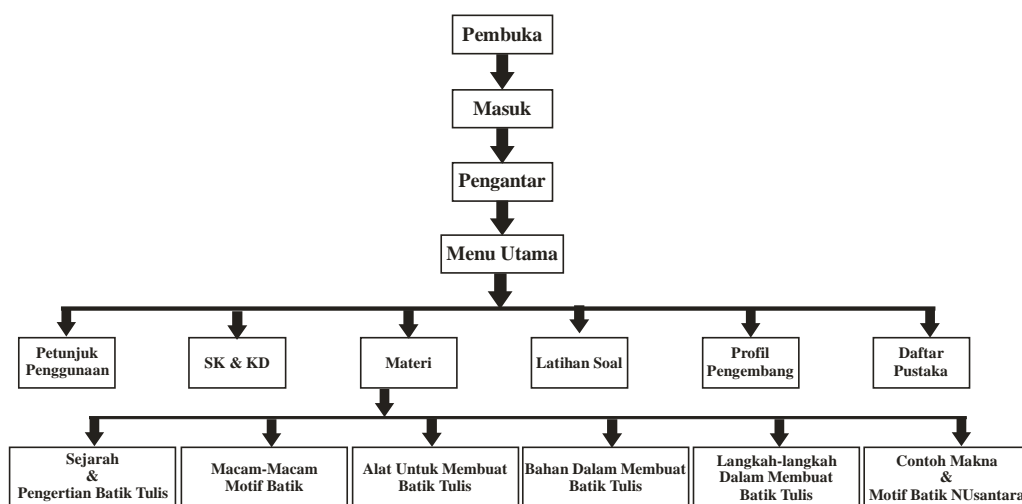 Pembuka
Masuk
Pengantar
Menu Utama
Petunjuk
Penggunaan
SK & KD
Materi
Latihan Soal
Profil
Pengembang
Daftar
Pustaka
Sejarah
&
Pengertian Batik Tulis
Macam-Macam
Motif Batik
Alat Untuk Membuat
Batik Tulis
Bahan Dalam Membuat
Batik Tulis
Langkah-langkah
Dalam Membuat
Batik Tulis
Contoh Makna
&
Motif Batik NUsantara